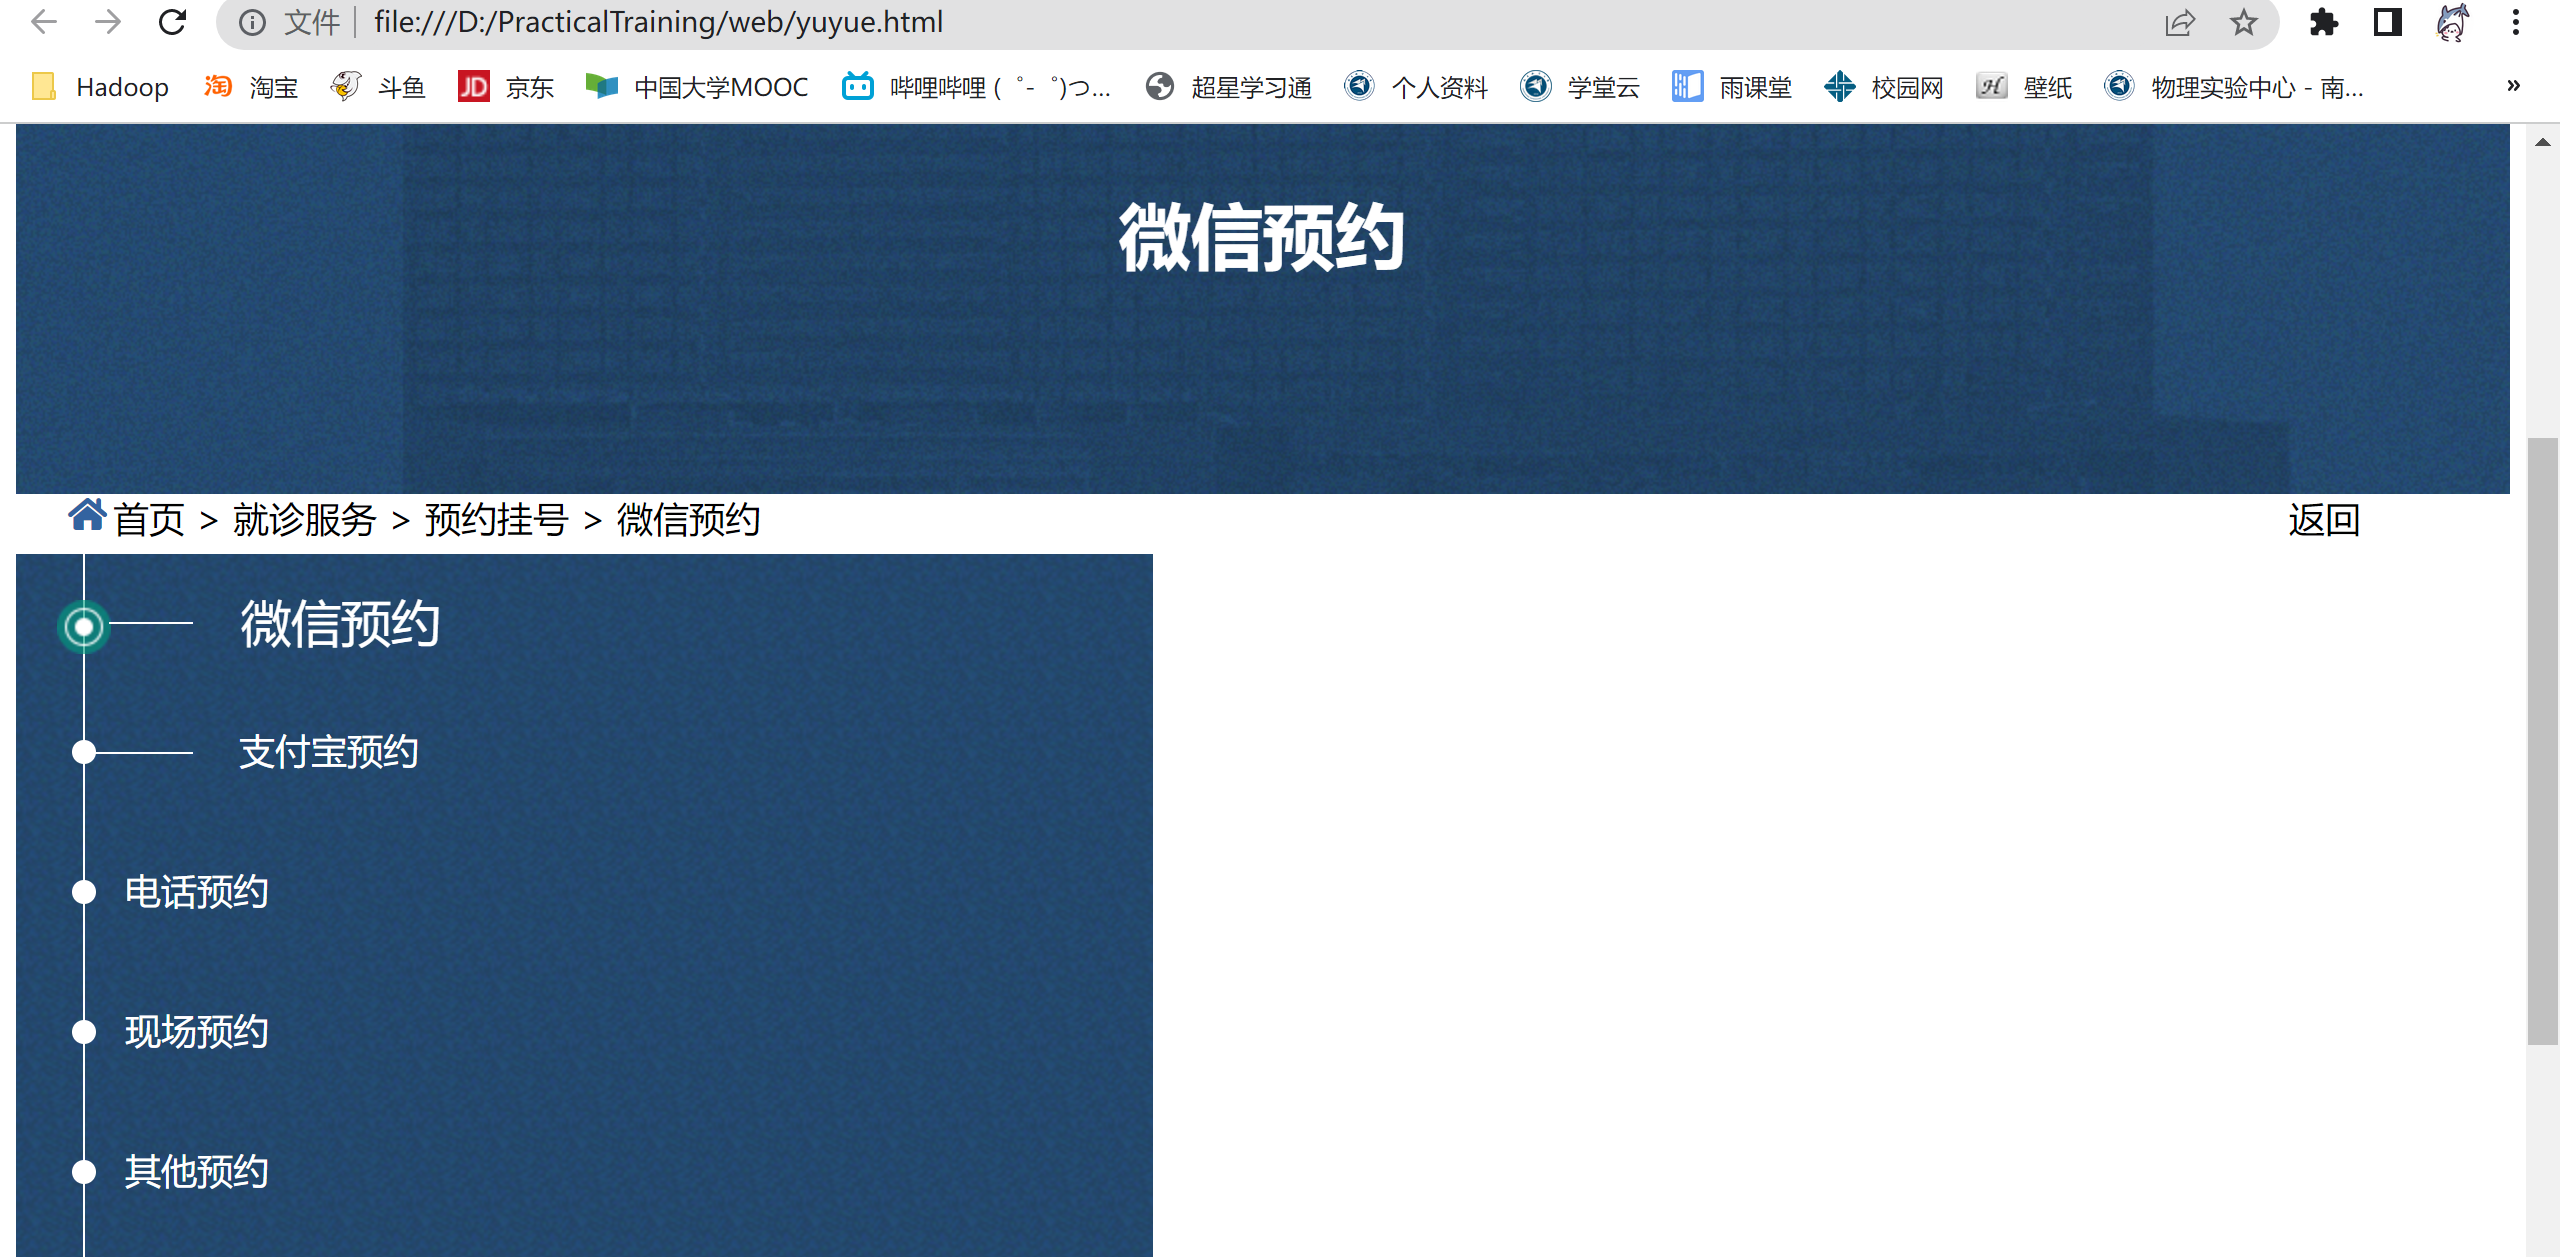 文件 file:///D:/PracticalTraining/web/yuyue.html
Hadoop 淘 淘宝 斗鱼 JD 京东 中国大学MOOC 哔哩哔哩 ( ゜- ゜)つ... 超星学习通 个人资料 学堂云 雨课堂 校园网 H 壁纸 物理实验中心 - 南... »
微信预约
首页 > 就诊服务 > 预约挂号 > 微信预约 返回
微信预约
支付宝预约
电话预约
现场预约
其他预约